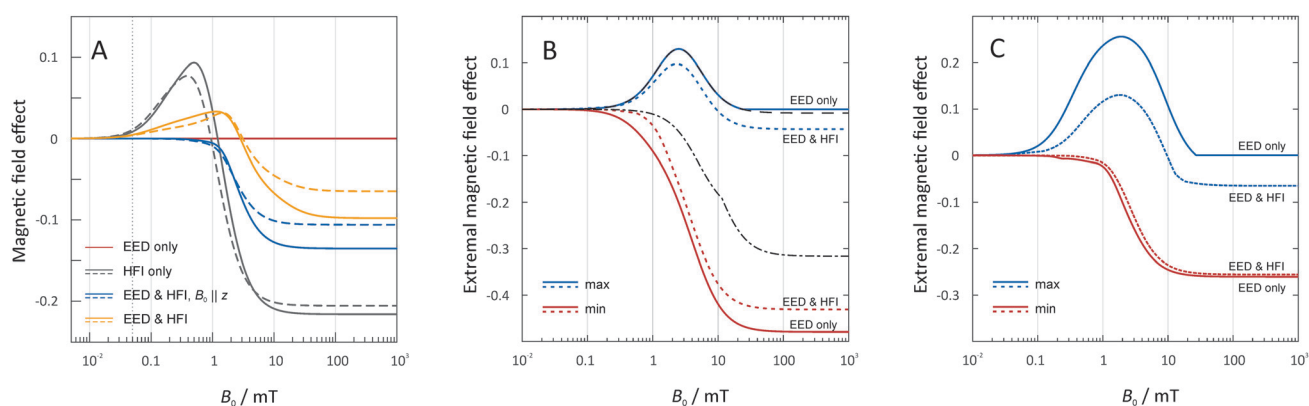 A
Magnetic field effect
0.1
0
-0.1
-0.2
EED only
HFI only
EED & HFI, B₀ || z
EED & HFI
10⁻²
0.1
1
10
100
10³
B₀ / mT
B
Extremal magnetic field effect
0.1
0
-0.1
-0.2
-0.3
-0.4
EED only
EED & HFI
EED & HFI
EED only
max
min
10⁻²
0.1
1
10
100
10³
B₀ / mT
C
Extremal magnetic field effect
0.3
0.2
0.1
0
-0.1
-0.2
-0.3
EED only
EED & HFI
EED & HFI
EED only
max
min
10⁻²
0.1
1
10
100
10³
B₀ / mT